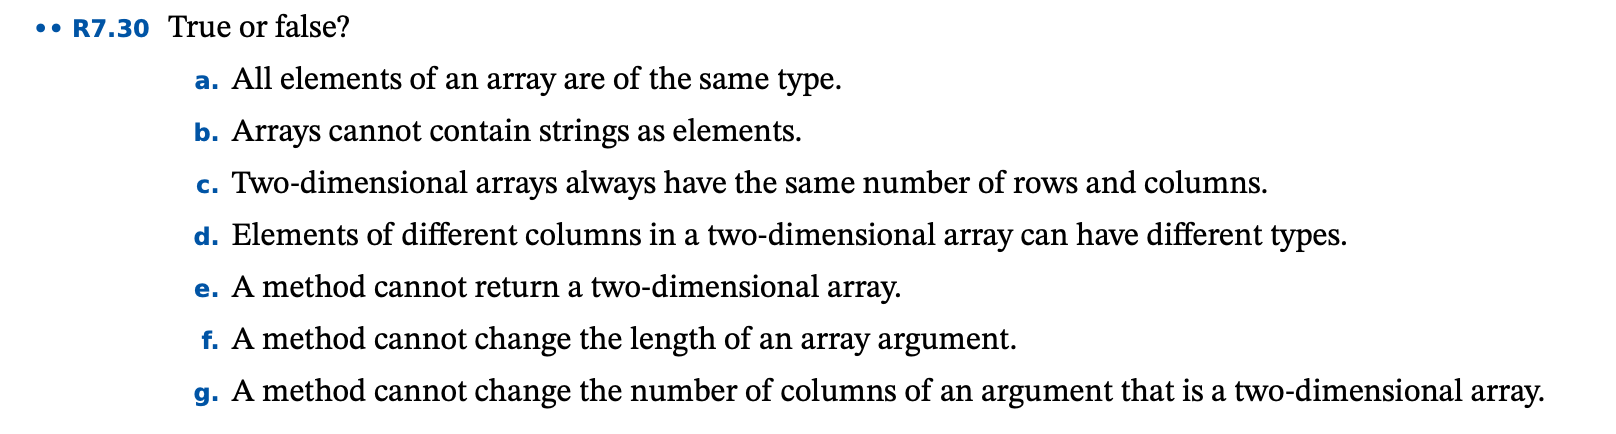 •• R7.30 True or false?
a. All elements of an array are of the same type.
b. Arrays cannot contain strings as elements.
c. Two-dimensional arrays always have the same number of rows and columns.
d. Elements of different columns in a two-dimensional array can have different types.
e. A method cannot return a two-dimensional array.
f. A method cannot change the length of an array argument.
g. A method cannot change the number of columns of an argument that is a two-dimensional array.